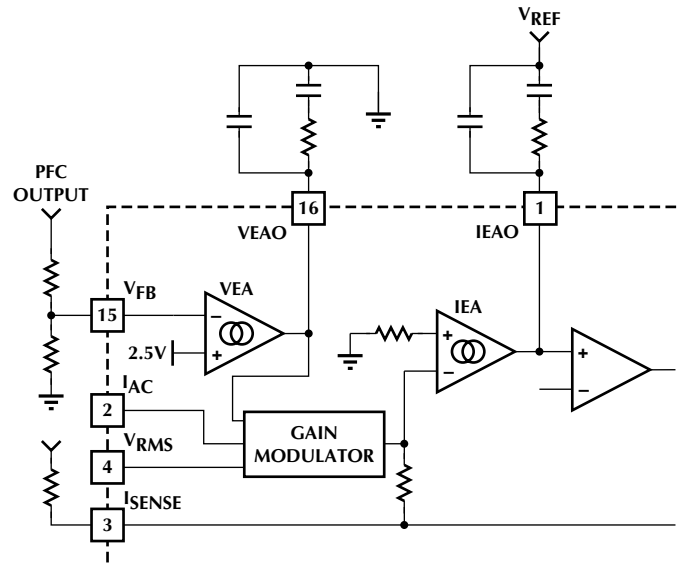 VREF
PFC
OUTPUT
16
1
VEAO
IEAO
VFB
VEA
IEA
15
−
+
2.5V
+
−
+
−
IAC
2
VRMS
GAIN
MODULATOR
4
ISENSE
3